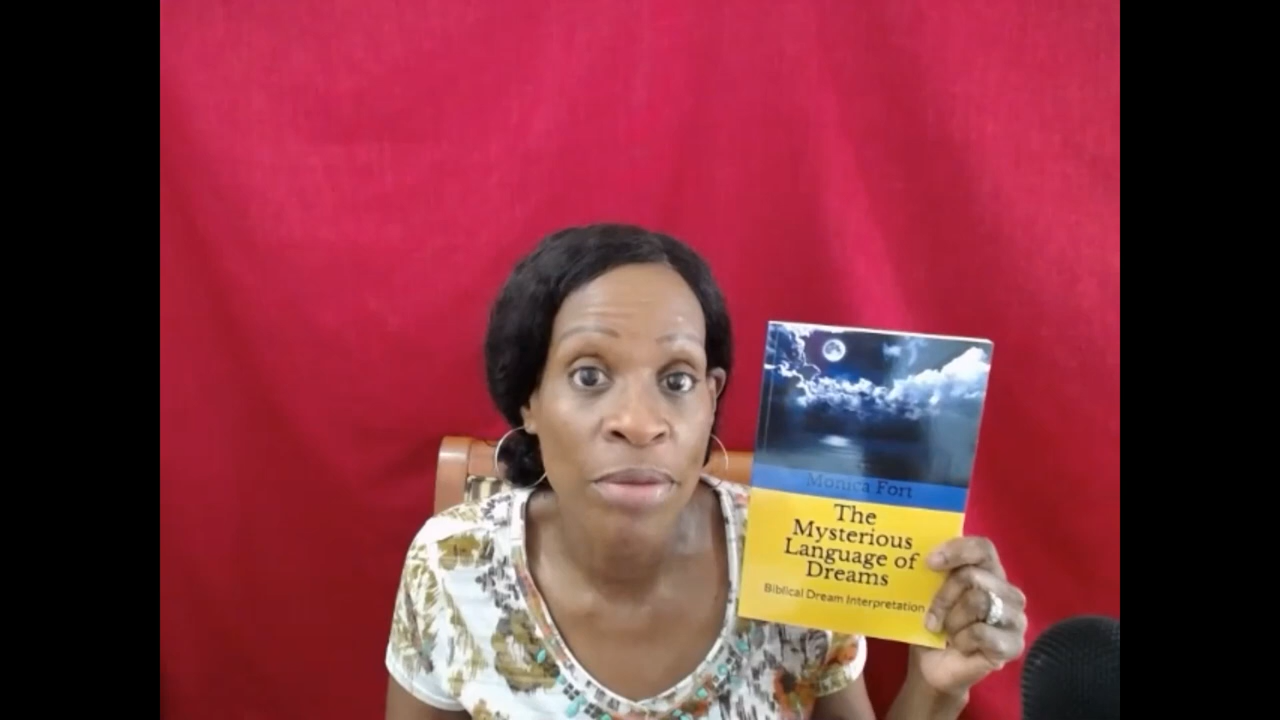 Monica Fort
The
Mysterious
Language of
Dreams
Biblical Dream Interpretation